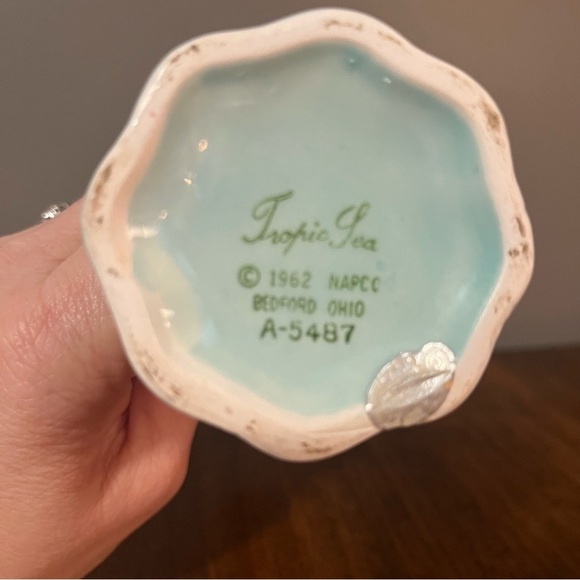 Tropic Sea
© 1962 NAPCO
BEDFORD OHIO
A-5487